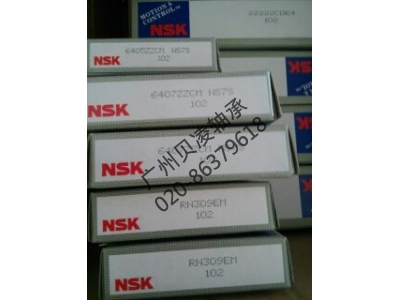 MOTION & CONTROL
22222CDE4
102
6405ZZCM NS7S
NSK
102
6407ZZCM NS7S
NSK
102
NSK
102
RN309EM
NSK
102
RN309EM
NSK
102
NSK
广州贝凌轴承
020-86379618